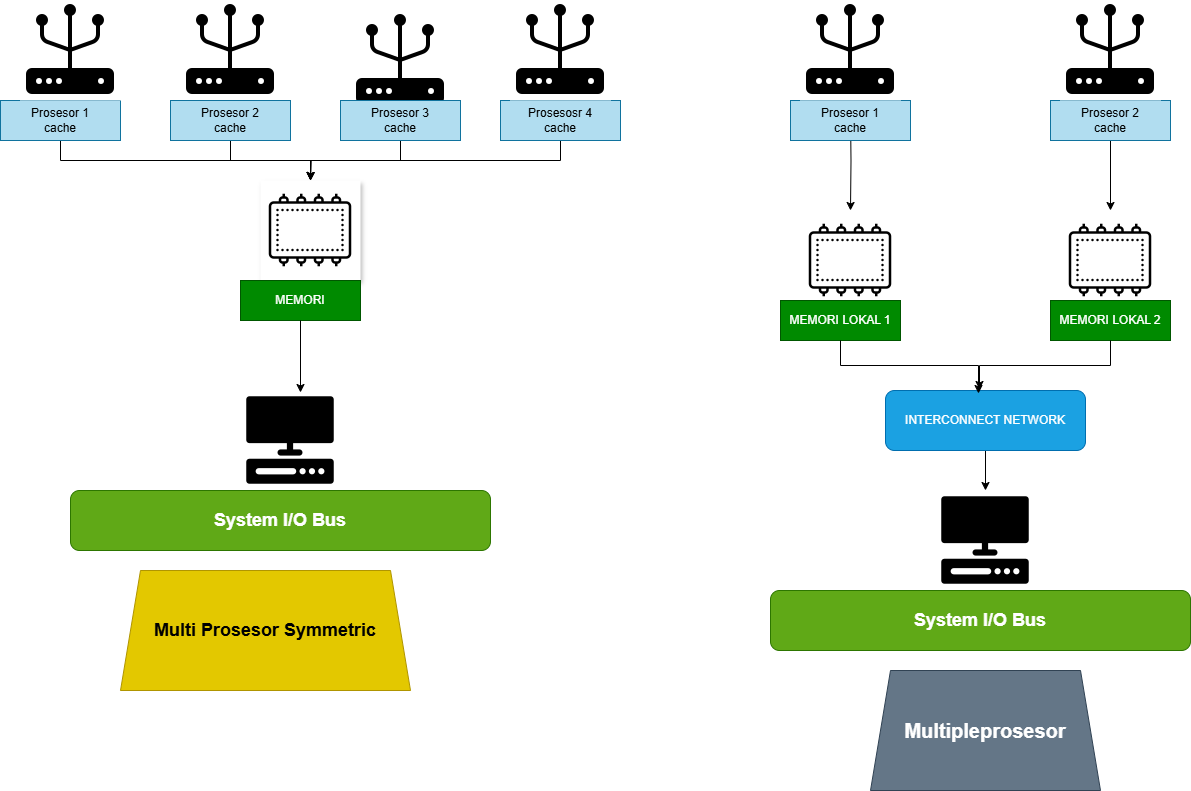 Prosesor 1
cache
Prosesor 2
cache
Prosesor 3
cache
Prosesosr 4
cache
MEMORI
System I/O Bus
Multi Prosesor Symmetric
Prosesor 1
cache
Prosesor 2
cache
MEMORI LOKAL 1
MEMORI LOKAL 2
INTERCONNECT NETWORK
System I/O Bus
Multipleprosesor